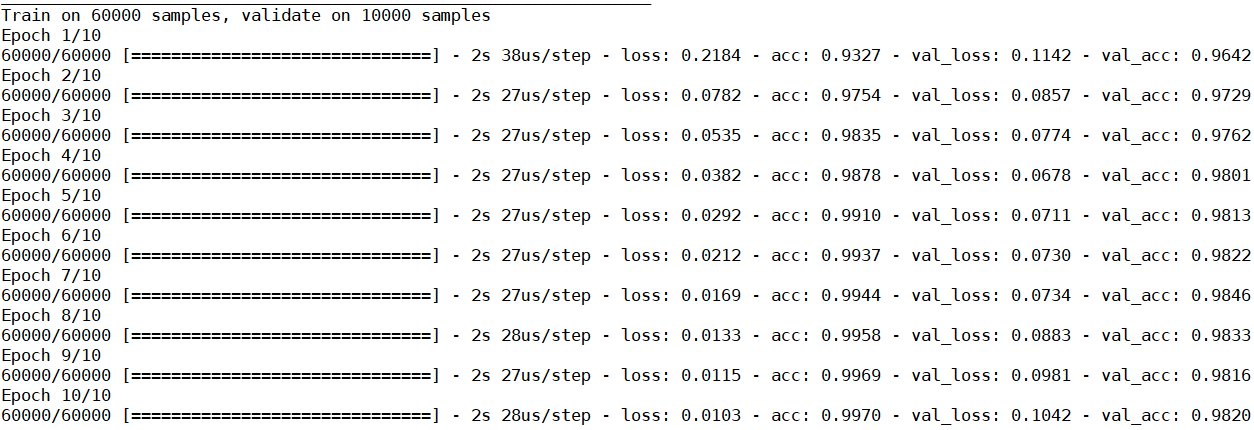 Train on 60000 samples, validate on 10000 samples
Epoch 1/10
60000/60000 [==============================] - 2s 38us/step - loss: 0.2184 - acc: 0.9327 - val_loss: 0.1142 - val_acc: 0.9642
Epoch 2/10
60000/60000 [==============================] - 2s 27us/step - loss: 0.0782 - acc: 0.9754 - val_loss: 0.0857 - val_acc: 0.9729
Epoch 3/10
60000/60000 [==============================] - 2s 27us/step - loss: 0.0535 - acc: 0.9835 - val_loss: 0.0774 - val_acc: 0.9762
Epoch 4/10
60000/60000 [==============================] - 2s 27us/step - loss: 0.0382 - acc: 0.9878 - val_loss: 0.0678 - val_acc: 0.9801
Epoch 5/10
60000/60000 [==============================] - 2s 27us/step - loss: 0.0292 - acc: 0.9910 - val_loss: 0.0711 - val_acc: 0.9813
Epoch 6/10
60000/60000 [==============================] - 2s 27us/step - loss: 0.0212 - acc: 0.9937 - val_loss: 0.0730 - val_acc: 0.9822
Epoch 7/10
60000/60000 [==============================] - 2s 27us/step - loss: 0.0169 - acc: 0.9944 - val_loss: 0.0734 - val_acc: 0.9846
Epoch 8/10
60000/60000 [==============================] - 2s 28us/step - loss: 0.0133 - acc: 0.9958 - val_loss: 0.0883 - val_acc: 0.9833
Epoch 9/10
60000/60000 [==============================] - 2s 27us/step - loss: 0.0115 - acc: 0.9969 - val_loss: 0.0981 - val_acc: 0.9816
Epoch 10/10
60000/60000 [==============================] - 2s 28us/step - loss: 0.0103 - acc: 0.9970 - val_loss: 0.1042 - val_acc: 0.9820